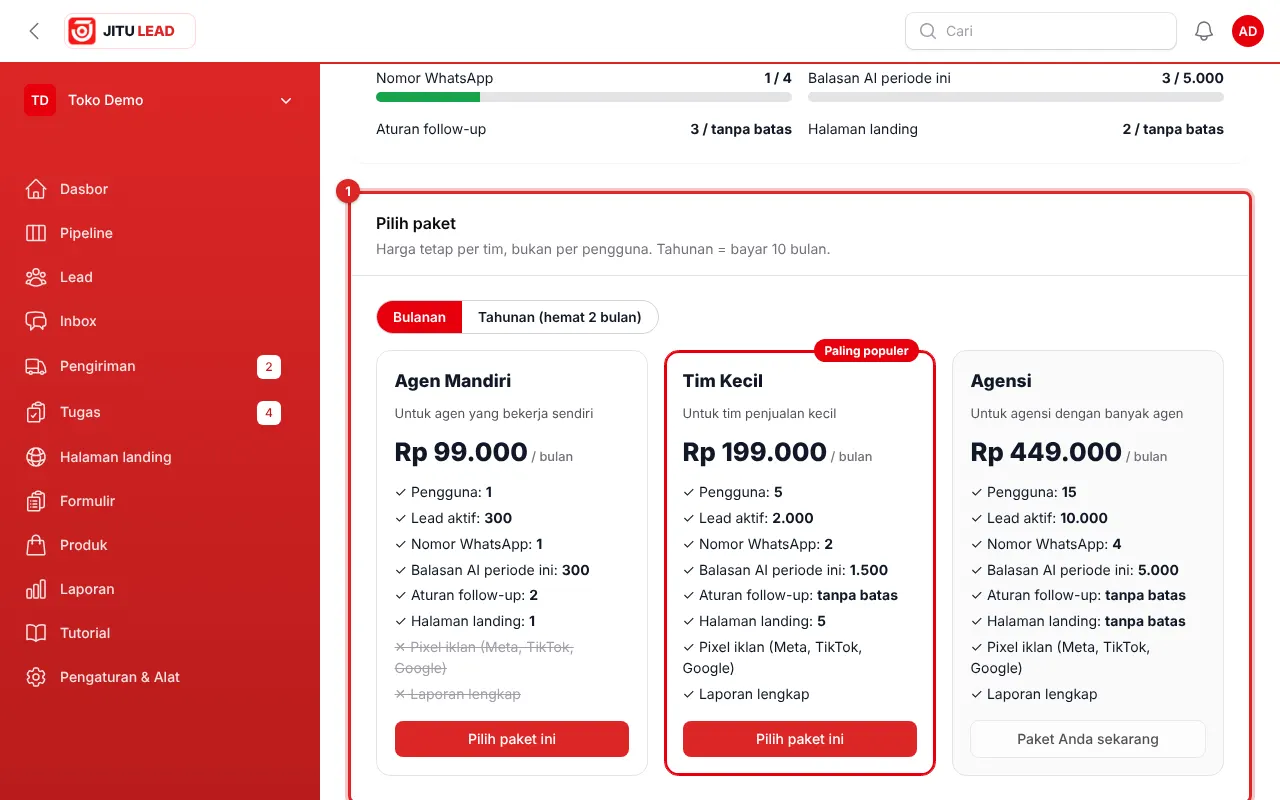 JITU LEAD
Cari
AD
TD
Toko Demo
Dasbor
Pipeline
Lead
Inbox
Pengiriman
2
Tugas
4
Halaman landing
Formulir
Produk
Laporan
Tutorial
Pengaturan & Alat
Nomor WhatsApp
1 / 4
Balasan AI periode ini
3 / 5.000
Aturan follow-up
3 / tanpa batas
Halaman landing
2 / tanpa batas
1
Pilih paket
Harga tetap per tim, bukan per pengguna. Tahunan = bayar 10 bulan.
Bulanan
Tahunan (hemat 2 bulan)
Agen Mandiri
Untuk agen yang bekerja sendiri
Rp 99.000 / bulan
✓ Pengguna: 1
✓ Lead aktif: 300
✓ Nomor WhatsApp: 1
✓ Balasan AI periode ini: 300
✓ Aturan follow-up: 2
✓ Halaman landing: 1
✕ Pixel iklan (Meta, TikTok,
Google)
✕ Laporan lengkap
Pilih paket ini
Paling populer
Tim Kecil
Untuk tim penjualan kecil
Rp 199.000 / bulan
✓ Pengguna: 5
✓ Lead aktif: 2.000
✓ Nomor WhatsApp: 2
✓ Balasan AI periode ini: 1.500
✓ Aturan follow-up: tanpa batas
✓ Halaman landing: 5
✓ Pixel iklan (Meta, TikTok,
Google)
✓ Laporan lengkap
Pilih paket ini
Agensi
Untuk agensi dengan banyak agen
Rp 449.000 / bulan
✓ Pengguna: 15
✓ Lead aktif: 10.000
✓ Nomor WhatsApp: 4
✓ Balasan AI periode ini: 5.000
✓ Aturan follow-up: tanpa batas
✓ Halaman landing: tanpa batas
✓ Pixel iklan (Meta, TikTok,
Google)
✓ Laporan lengkap
Paket Anda sekarang